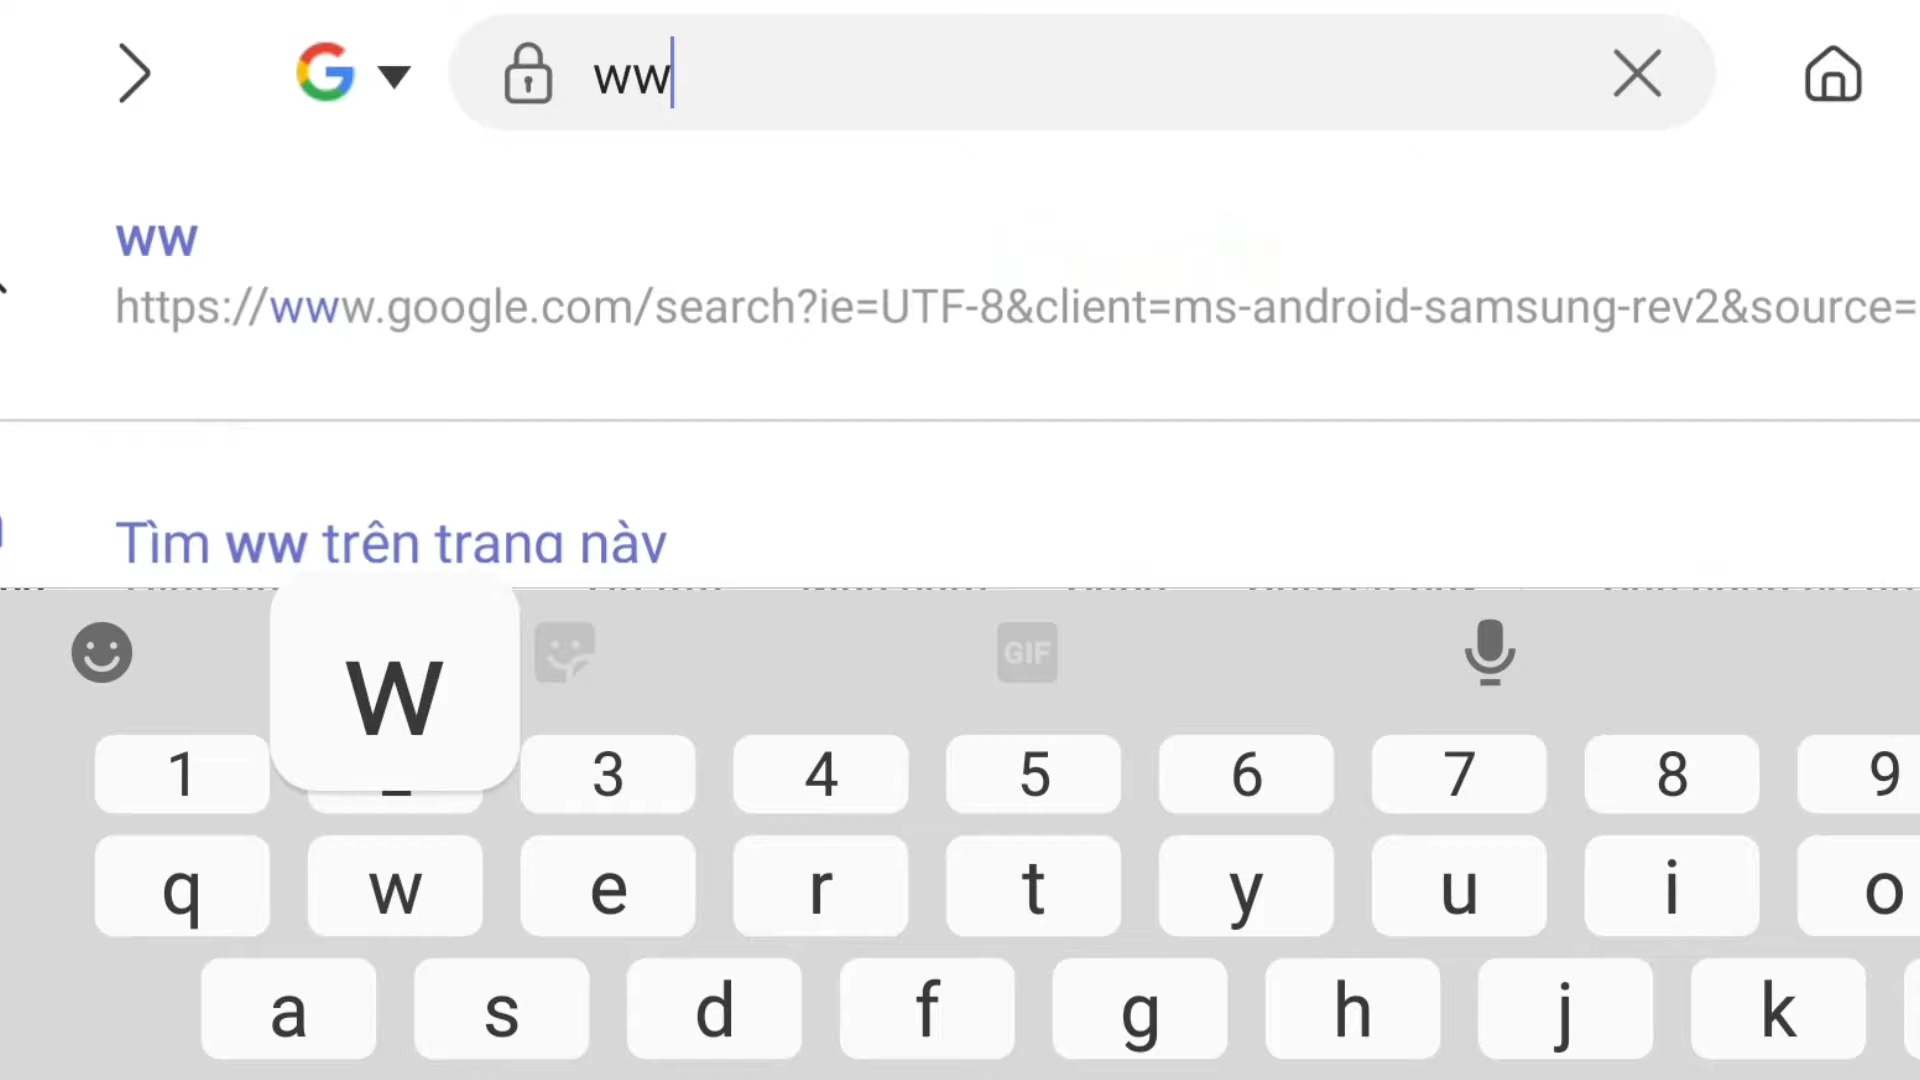 ww
ww
https://www.google.com/search?ie=UTF-8&client=ms-android-samsung-rev2&source=
Tìm ww trên trang này
w
GIF
1 3 4 5 6 7 8 9
q w e r t y u i o
a s d f g h j k